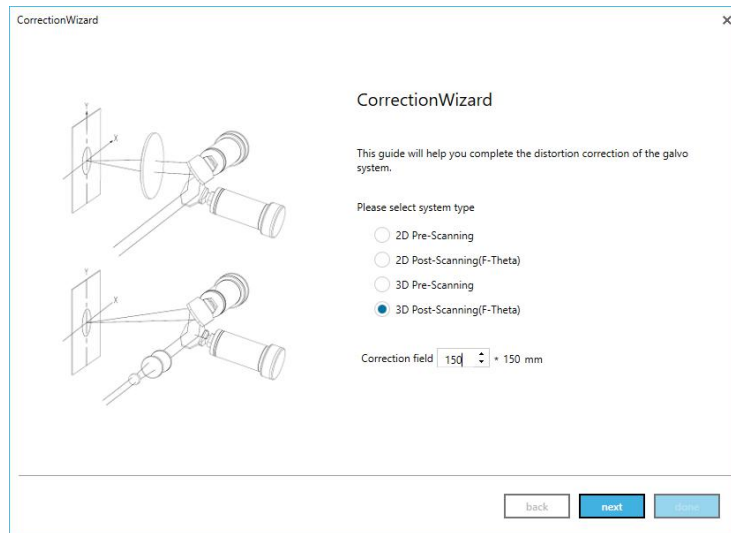 CorrectionWizard
CorrectionWizard
This guide will help you complete the distortion correction of the galvo
system.
Please select system type
2D Pre-Scanning
2D Post-Scanning(F-Theta)
3D Pre-Scanning
3D Post-Scanning(F-Theta)
Correction field 150 * 150 mm
Y
X
Y
X
back next done